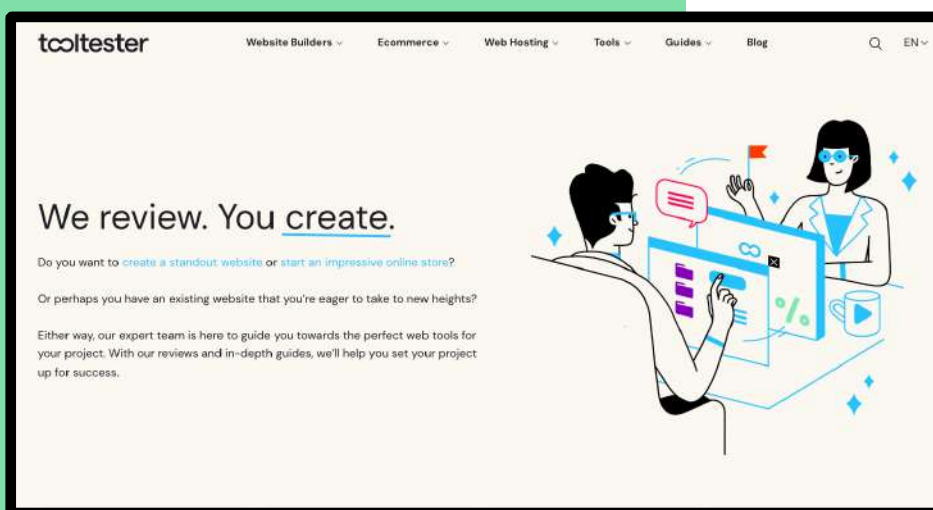 tooltester
Website Builders
Ecommerce
Web Hosting
Tools
Guides
Blog
EN
We review. You create.
Do you want to create a standout website or start an impressive online store?
Or perhaps you have an existing website that you're eager to take to new heights?
Either way, our expert team is here to guide you towards the perfect web tools for
your project. With our reviews and in-depth guides, we'll help you set your project
up for success.
%